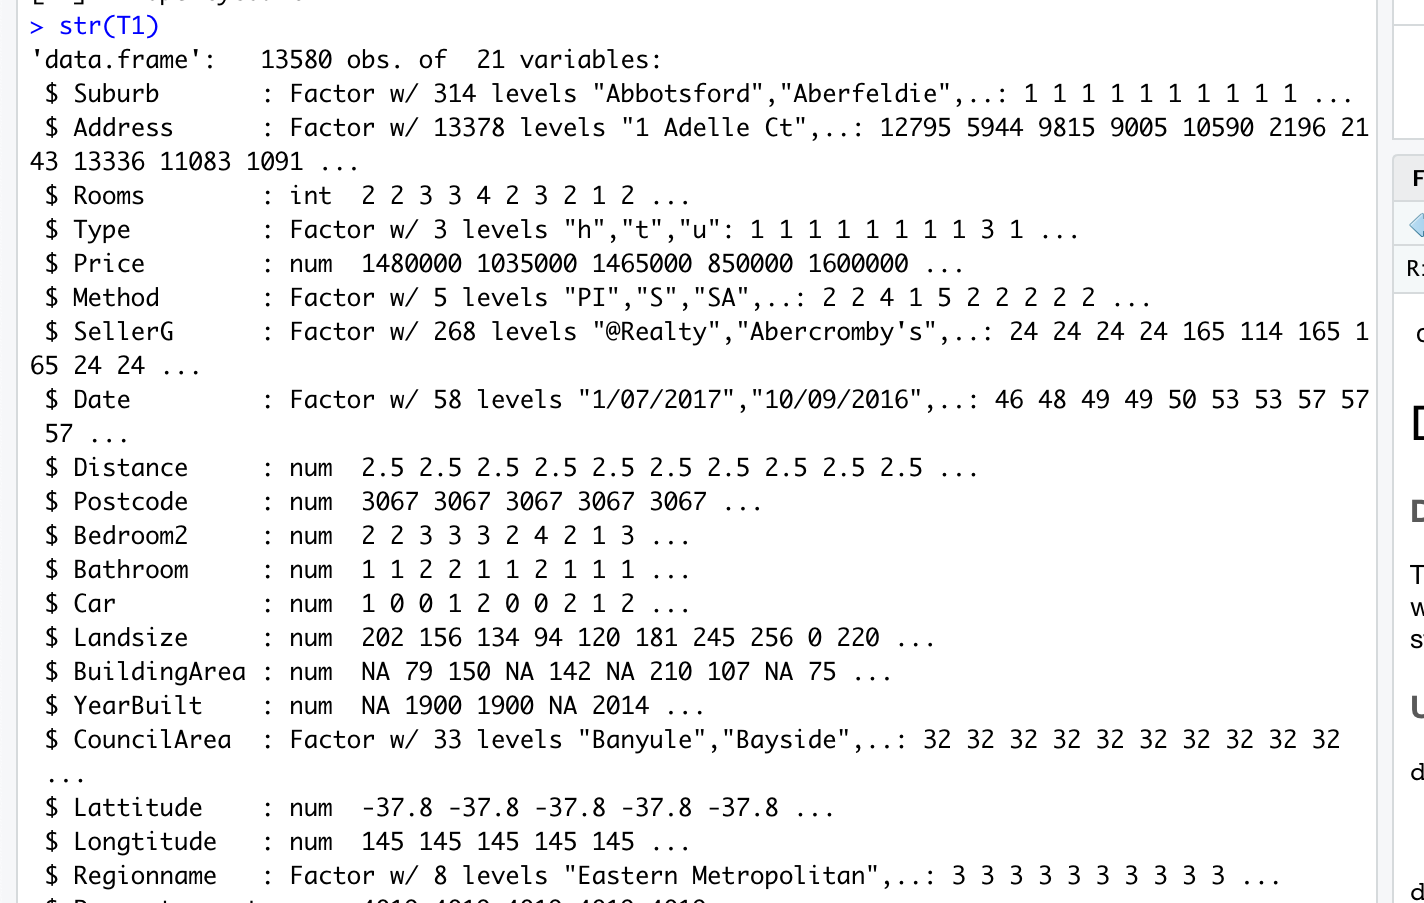 > str(T1)
'data.frame':   13580 obs. of  21 variables:
 $ Suburb       : Factor w/ 314 levels "Abbotsford","Aberfeldie",..: 1 1 1 1 1 1 1 1 1 1 ...
 $ Address      : Factor w/ 13378 levels "1 Adelle Ct",..: 12795 5944 9815 9005 10590 2196 21
43 13336 11083 1091 ...
 $ Rooms        : int  2 2 3 3 4 2 3 2 1 2 ...
 $ Type         : Factor w/ 3 levels "h","t","u": 1 1 1 1 1 1 1 1 3 1 ...
 $ Price        : num  1480000 1035000 1465000 850000 1600000 ...
 $ Method       : Factor w/ 5 levels "PI","S","SA",..: 2 2 4 1 5 2 2 2 2 2 ...
 $ SellerG      : Factor w/ 268 levels "@Realty","Abercromby's",..: 24 24 24 24 165 114 165 1
65 24 24 ...
 $ Date         : Factor w/ 58 levels "1/07/2017","10/09/2016",..: 46 48 49 49 50 53 53 57 57
 57 ...
 $ Distance     : num  2.5 2.5 2.5 2.5 2.5 2.5 2.5 2.5 2.5 2.5 ...
 $ Postcode     : num  3067 3067 3067 3067 3067 ...
 $ Bedroom2     : num  2 2 3 3 3 2 4 2 1 3 ...
 $ Bathroom     : num  1 1 2 2 1 1 2 1 1 1 ...
 $ Car          : num  1 0 0 1 2 0 0 2 1 2 ...
 $ Landsize     : num  202 156 134 94 120 181 245 256 0 220 ...
 $ BuildingArea : num  NA 79 150 NA 142 NA 210 107 NA 75 ...
 $ YearBuilt    : num  NA 1900 1900 NA 2014 ...
 $ CouncilArea  : Factor w/ 33 levels "Banyule","Bayside",..: 32 32 32 32 32 32 32 32 32 32
 ...
 $ Lattitude    : num  -37.8 -37.8 -37.8 -37.8 -37.8 ...
 $ Longtitude   : num  145 145 145 145 145 ...
 $ Regionname   : Factor w/ 8 levels "Eastern Metropolitan",..: 3 3 3 3 3 3 3 3 3 3 ...